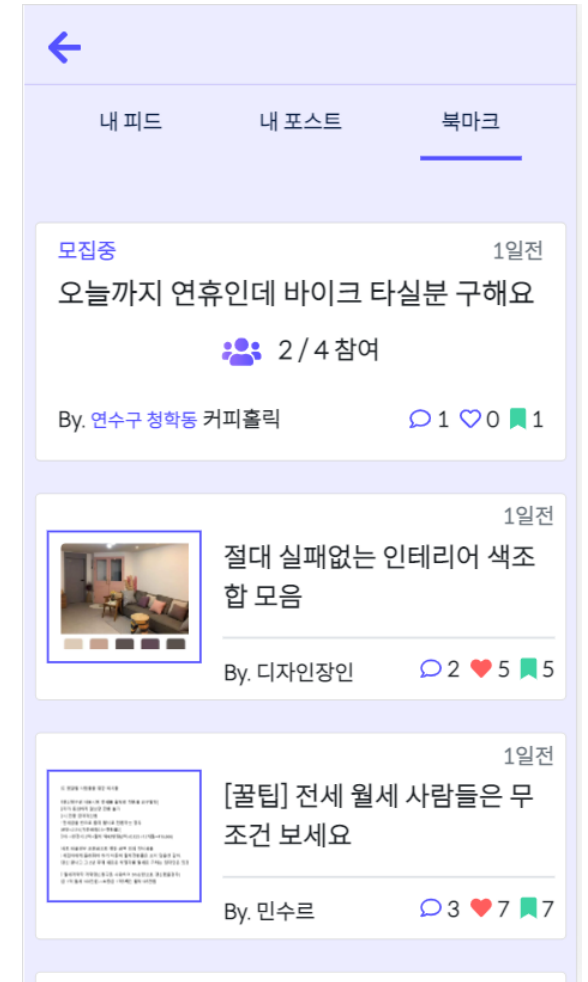 내 피드 내 포스트 북마크
모집중 1일전
오늘까지 연휴인데 바이크 타실분 구해요
2 / 4 참여
By. 연수구 청학동 커피홀릭 1 0 1
1일전
절대 실패없는 인테리어 색조
합 모음
By. 디자인장인 2 5 5
1일전
[꿀팁] 전세 월세 사람들은 무
조건 보세요
By. 민수르 3 7 7